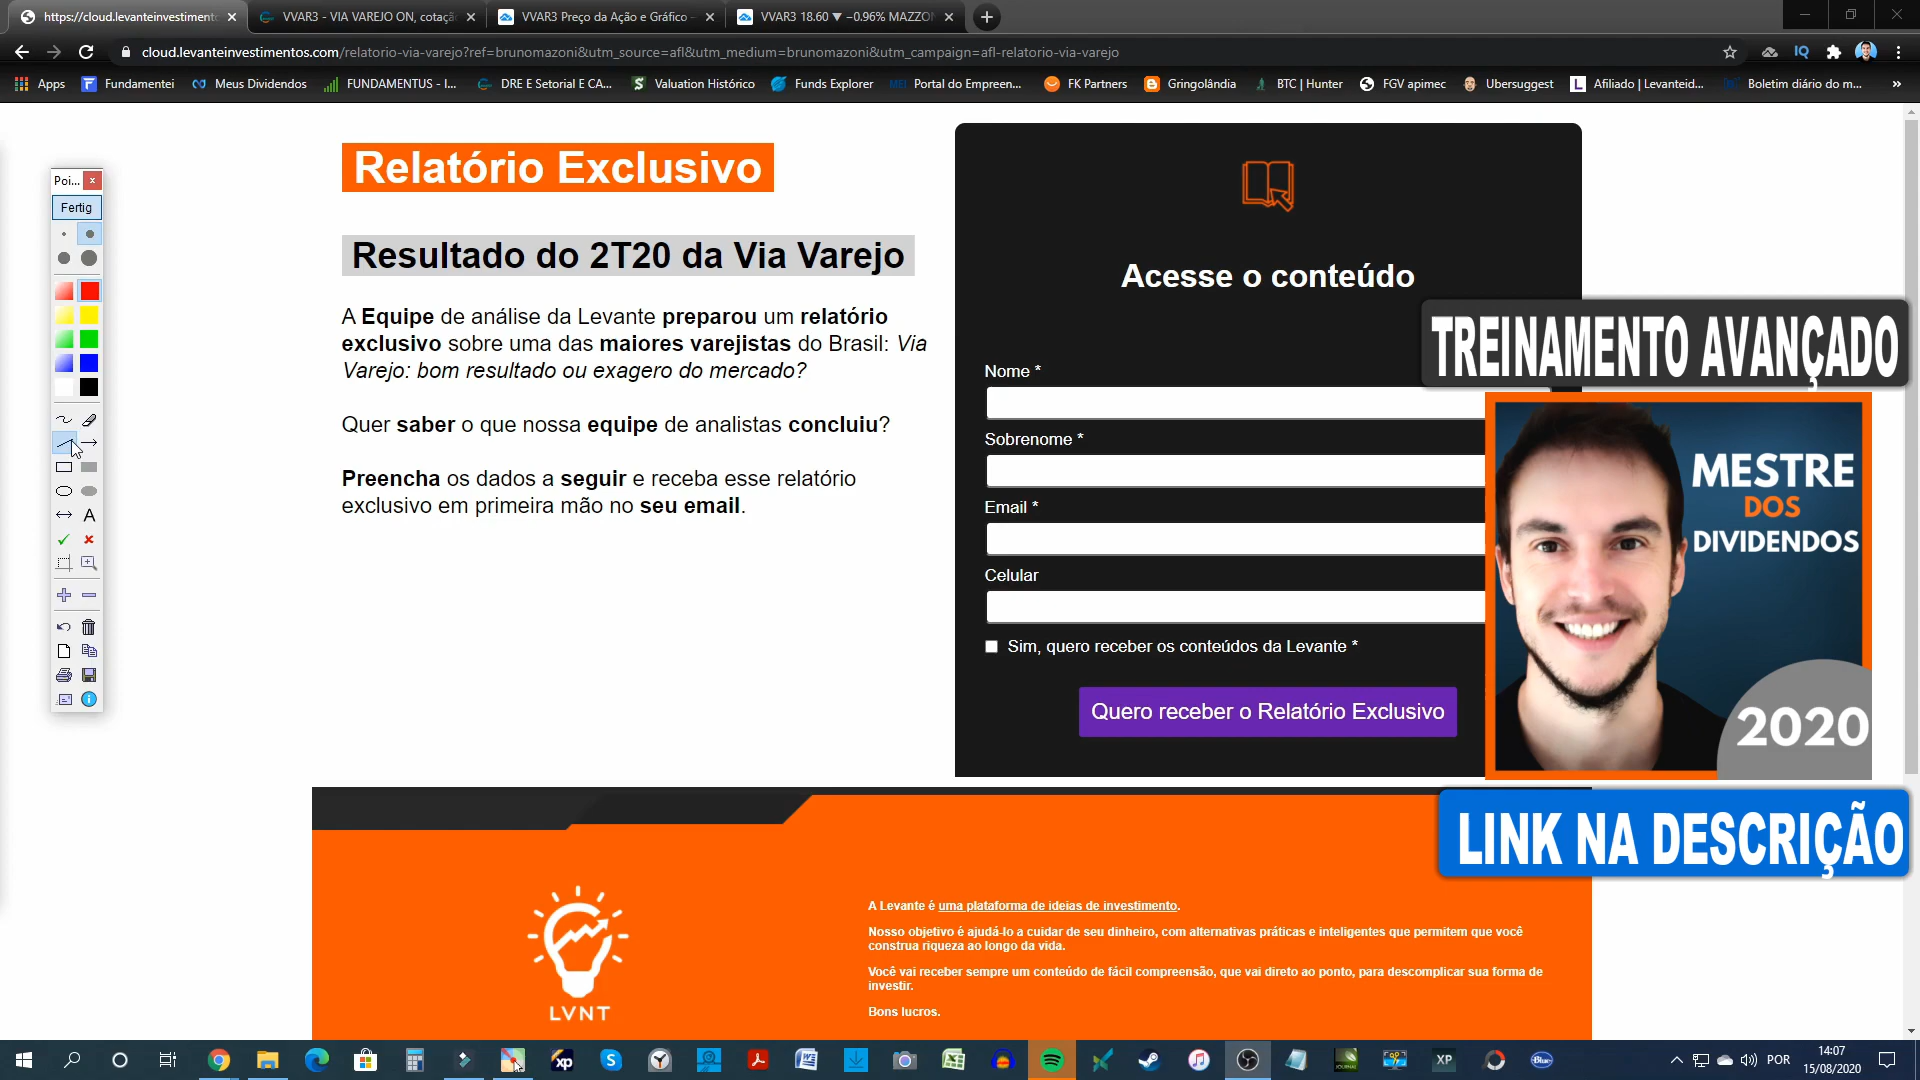 https://cloud.levanteinvestiment
VVAR3 - VIA VAREJO ON, cotaçã
VVAR3 Preço da Ação e Gráfico
VVAR3 18.60 ▼ −0.96% MAZZON
cloud.levanteinvestimentos.com/relatorio-via-varejo?ref=brunomazoni&utm_source=afl&utm_medium=brunomazoni&utm_campaign=afl-relatorio-via-varejo
IQ
Apps
Fundamentei
Meus Dividendos
FUNDAMENTUS - I...
DRE E Setorial E CA...
Valuation Histórico
Funds Explorer
MEI Portal do Empreen...
FK Partners
Gringolândia
BTC | Hunter
FGV apimec
Ubersuggest
Afiliado | Levanteid...
Boletim diário do m...
»
Poi...
Fertig
A
Relatório Exclusivo
Resultado do 2T20 da Via Varejo
A Equipe de análise da Levante preparou um relatório
exclusivo sobre uma das maiores varejistas do Brasil: Via
Varejo: bom resultado ou exagero do mercado?
Quer saber o que nossa equipe de analistas concluiu?
Preencha os dados a seguir e receba esse relatório
exclusivo em primeira mão no seu email.
Acesse o conteúdo
Nome *
Sobrenome *
Email *
Celular
Sim, quero receber os conteúdos da Levante *
Quero receber o Relatório Exclusivo
TREINAMENTO AVANÇADO
MESTRE
DOS
DIVIDENDOS
2020
LINK NA DESCRIÇÃO
LVNT
A Levante é uma plataforma de ideias de investimento.
Nosso objetivo é ajudá-lo a cuidar de seu dinheiro, com alternativas práticas e inteligentes que permitem que você
construa riqueza ao longo da vida.
Você vai receber sempre um conteúdo de fácil compreensão, que vai direto ao ponto, para descomplicar sua forma de
investir.
Bons lucros.
xp
XP
Blue
POR
14:07
15/08/2020